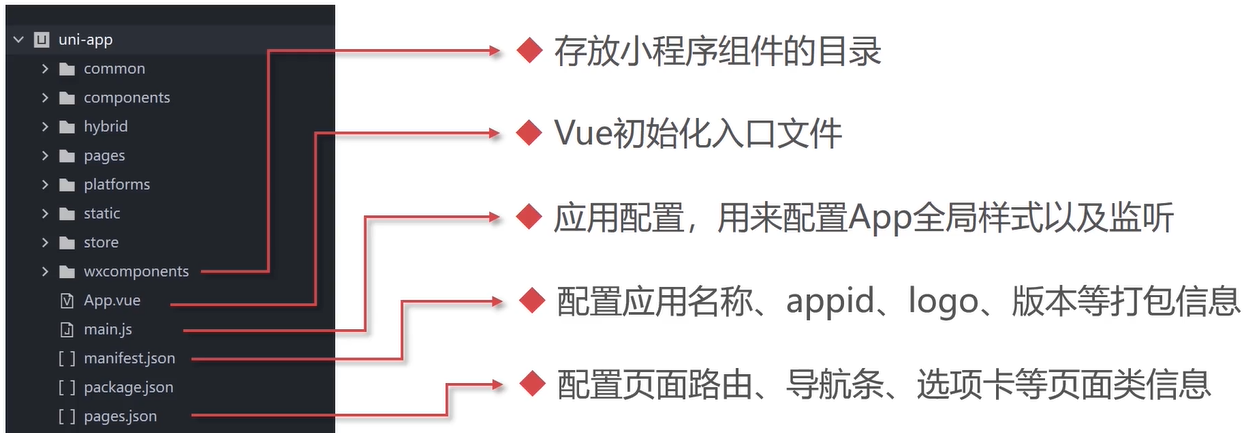 uni-app
common
components
hybrid
pages
platforms
static
store
wxcomponents
App.vue
main.js
manifest.json
package.json
pages.json
存放小程序组件的目录
Vue初始化入口文件
应用配置，用来配置App全局样式以及监听
配置应用名称、appid、logo、版本等打包信息
配置页面路由、导航条、选项卡等页面类信息